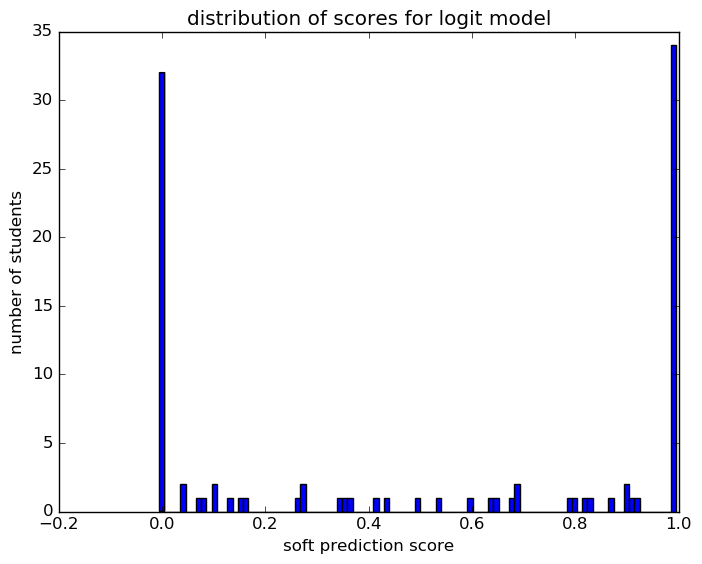 distribution of scores for logit model
35
30
25
20
15
10
5
0
number of students
−0.2 0.0 0.2 0.4 0.6 0.8 1.0
soft prediction score